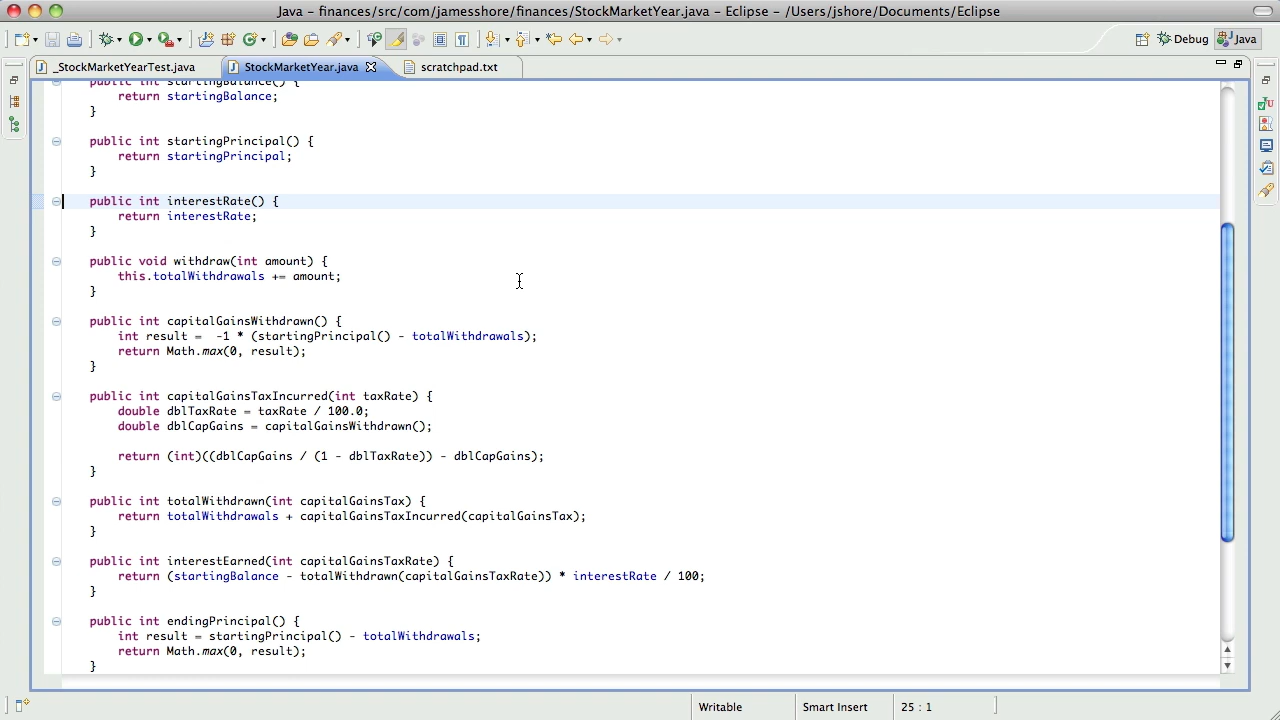 Java - finances/src/com/jamesshore/finances/StockMarketYear.java - Eclipse - /Users/jshore/Documents/Eclipse
Debug
Java
_StockMarketYearTest.java
StockMarketYear.java
scratchpad.txt
public int startingBalance() {
return startingBalance;
}
public int startingPrincipal() {
return startingPrincipal;
}
public int interestRate() {
return interestRate;
}
public void withdraw(int amount) {
this.totalWithdrawals += amount;
}
public int capitalGainsWithdrawn() {
int result =  -1 * (startingPrincipal() - totalWithdrawals);
return Math.max(0, result);
}
public int capitalGainsTaxIncurred(int taxRate) {
double dblTaxRate = taxRate / 100.0;
double dblCapGains = capitalGainsWithdrawn();
return (int)((dblCapGains / (1 - dblTaxRate)) - dblCapGains);
}
public int totalWithdrawn(int capitalGainsTax) {
return totalWithdrawals + capitalGainsTaxIncurred(capitalGainsTax);
}
public int interestEarned(int capitalGainsTaxRate) {
return (startingBalance - totalWithdrawn(capitalGainsTaxRate)) * interestRate / 100;
}
public int endingPrincipal() {
int result = startingPrincipal() - totalWithdrawals;
return Math.max(0, result);
}
Writable
Smart Insert
25 : 1